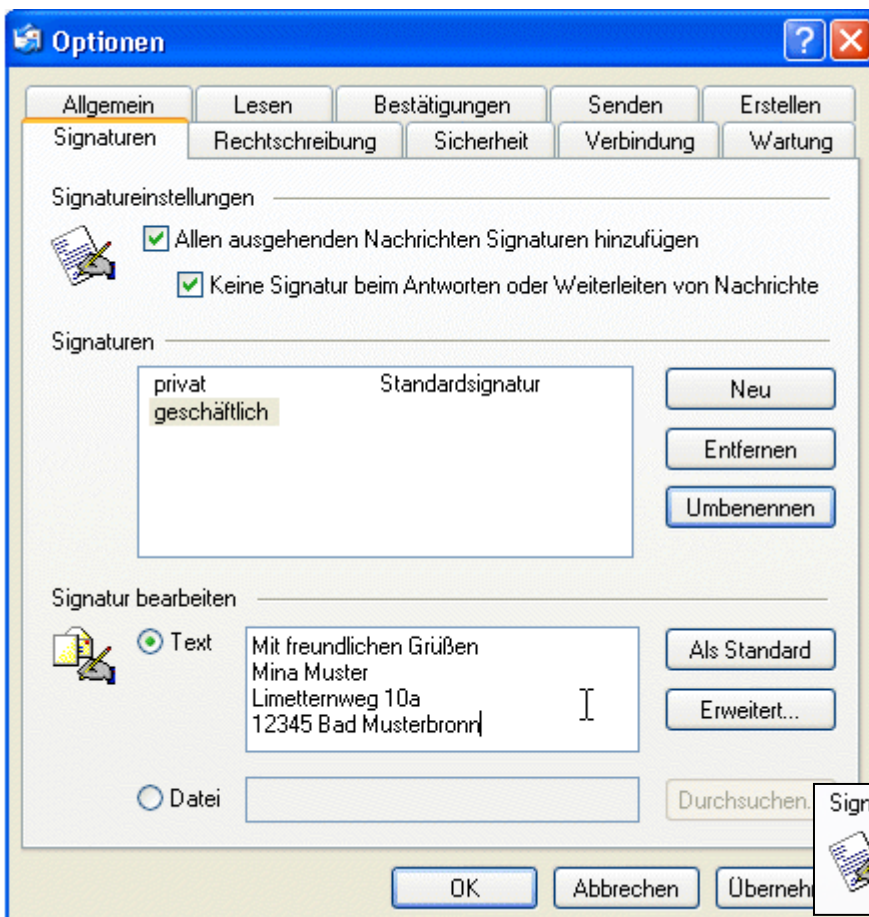 Optionen
Allgemein Lesen Bestätigungen Senden Erstellen
Signaturen Rechtschreibung Sicherheit Verbindung Wartung
Signatureinstellungen
Allen ausgehenden Nachrichten Signaturen hinzufügen
Keine Signatur beim Antworten oder Weiterleiten von Nachrichte
Signaturen
privat Standardsignatur
geschäftlich
Neu
Entfernen
Umbenennen
Signatur bearbeiten
Text
Mit freundlichen Grüßen
Mina Muster
Limetternweg 10a
12345 Bad Musterbronn
Als Standard
Erweitert...
Datei
Durchsuchen.
Sign
OK Abbrechen Übernehm